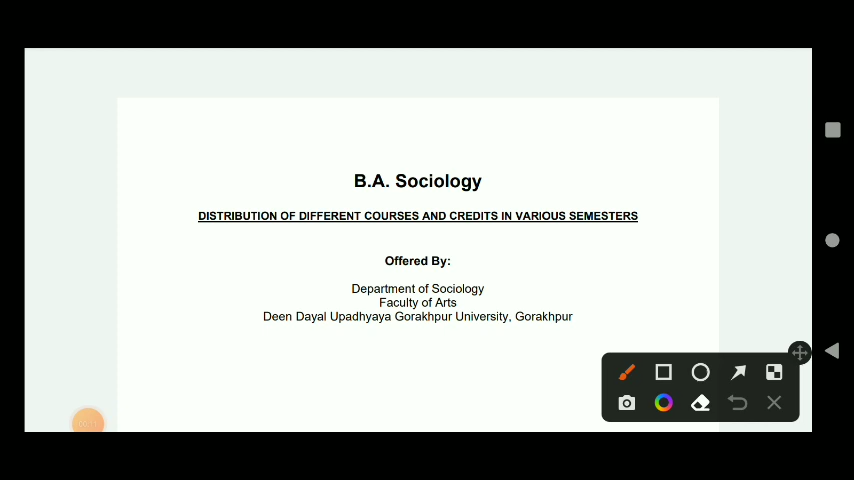 B.A. Sociology
DISTRIBUTION OF DIFFERENT COURSES AND CREDITS IN VARIOUS SEMESTERS
Offered By:
Department of Sociology
Faculty of Arts
Deen Dayal Upadhyaya Gorakhpur University, Gorakhpur